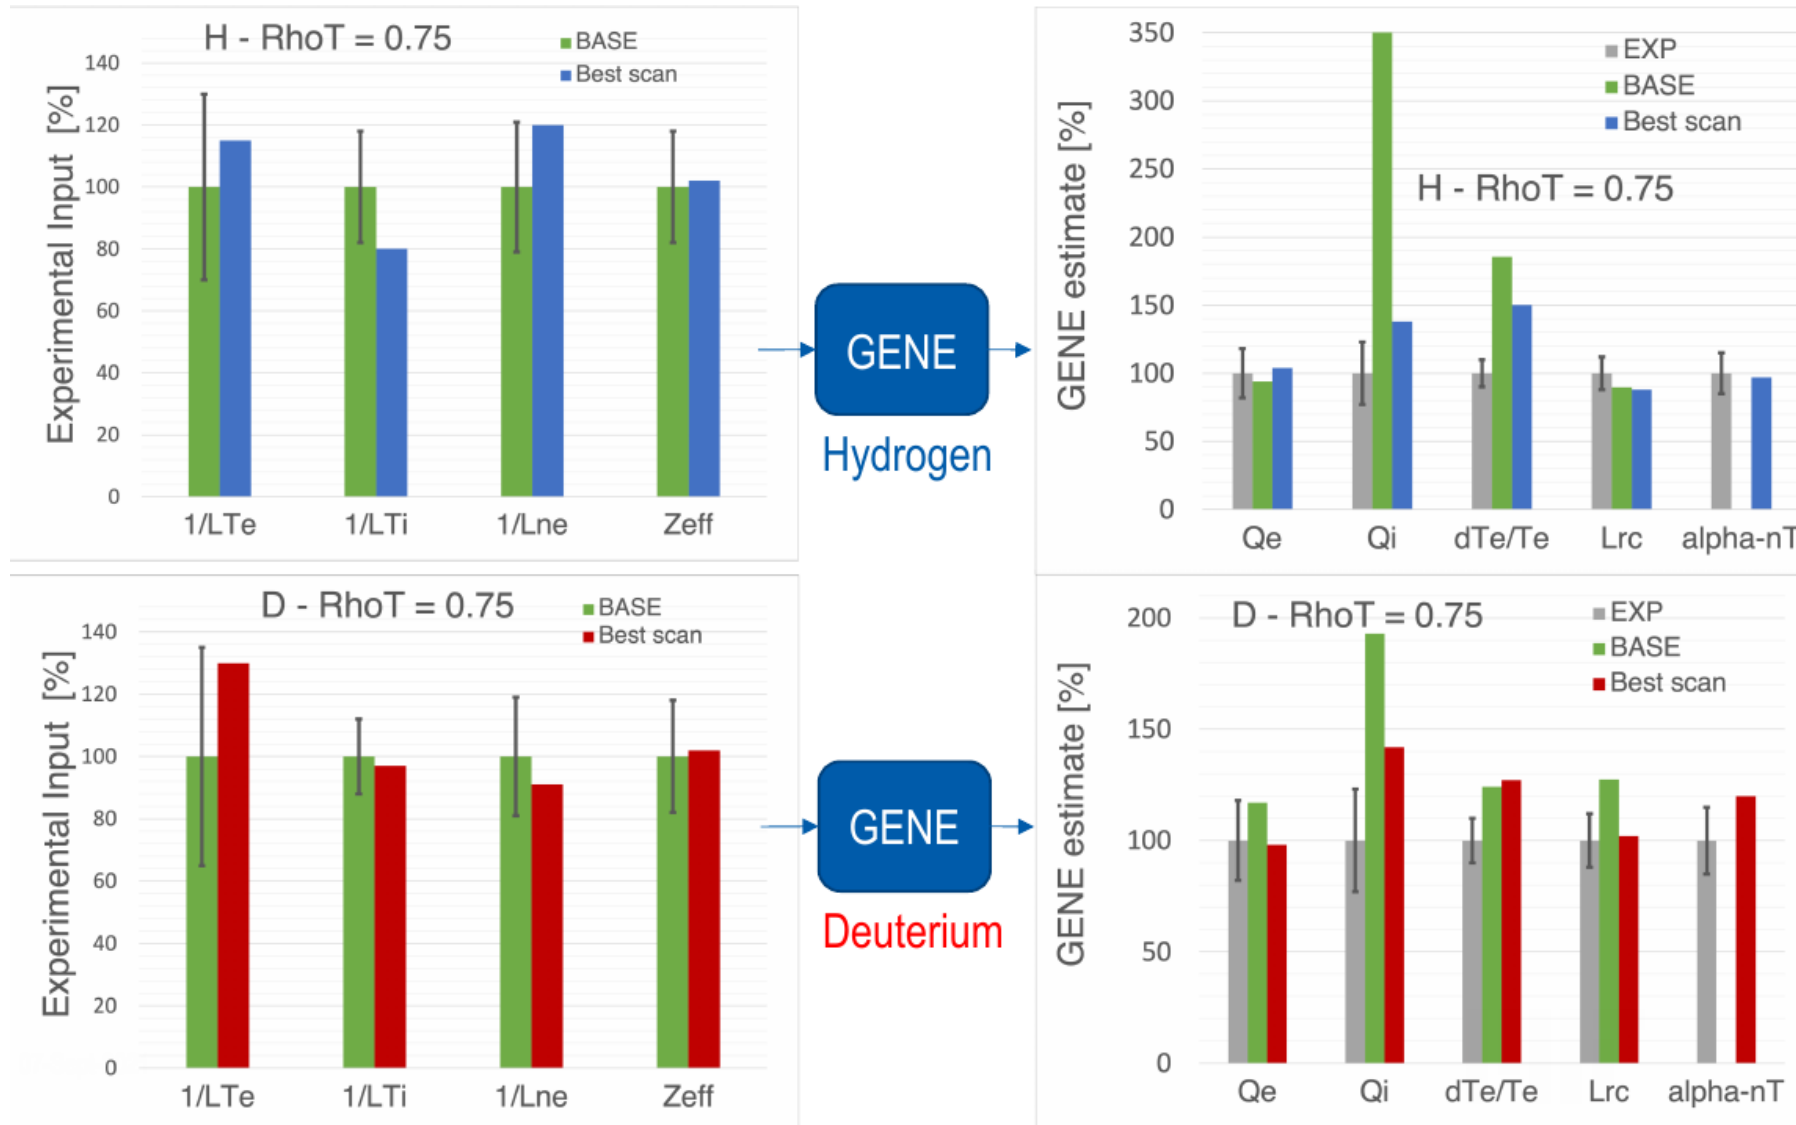 H - RhoT = 0.75
BASE
Best scan
Experimental Input [%]
140
120
100
80
60
40
20
0
1/LTe 1/LTi 1/Lne Zeff
GENE
Hydrogen
GENE estimate [%]
350
300
250
200
150
100
50
0
EXP
BASE
Best scan
H - RhoT = 0.75
Qe Qi dTe/Te Lrc alpha-nT
D - RhoT = 0.75
BASE
Best scan
Experimental Input [%]
140
120
100
80
60
40
20
0
1/LTe 1/LTi 1/Lne Zeff
GENE
Deuterium
GENE estimate [%]
200
150
100
50
0
D - RhoT = 0.75
EXP
BASE
Best scan
Qe Qi dTe/Te Lrc alpha-nT